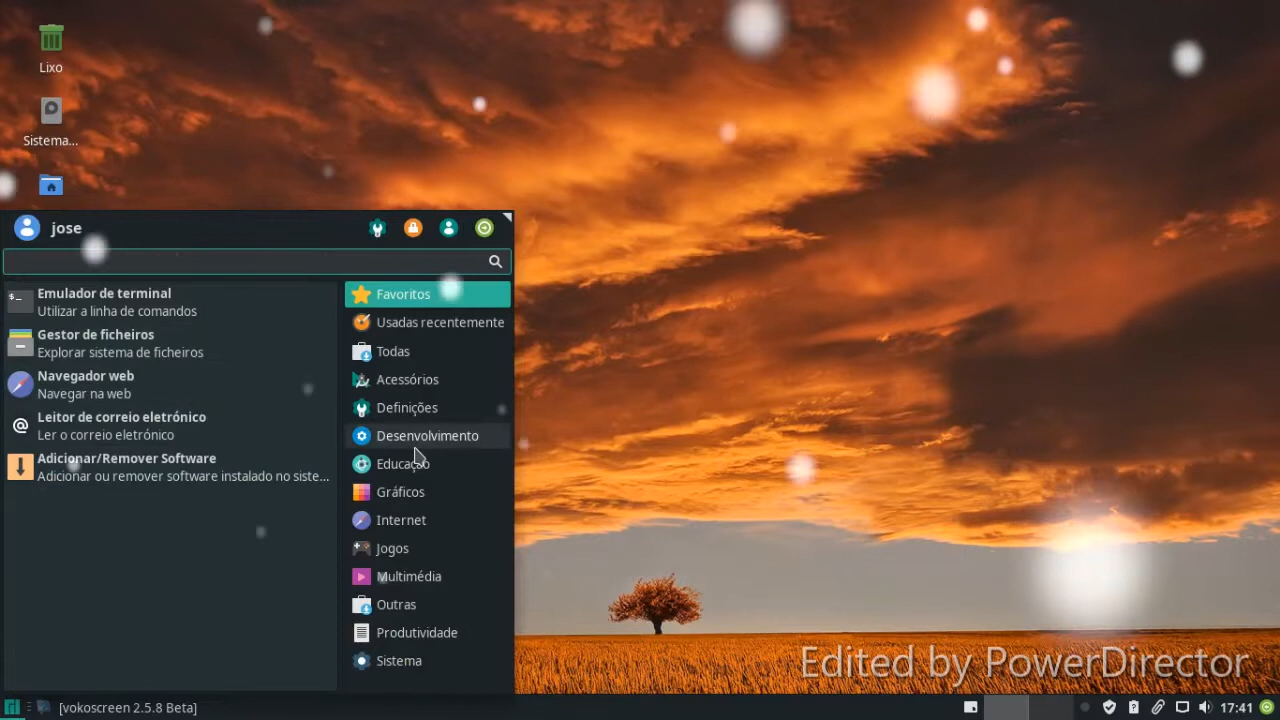 Lixo
Sistema...
jose
Emulador de terminal
Utilizar a linha de comandos
Gestor de ficheiros
Explorar sistema de ficheiros
Navegador web
Navegar na web
Leitor de correio eletrónico
Ler o correio eletrónico
Adicionar/Remover Software
Adicionar ou remover software instalado no siste...
Favoritos
Usadas recentemente
Todas
Acessórios
Definições
Desenvolvimento
Educação
Gráficos
Internet
Jogos
Multimédia
Outras
Produtividade
Sistema
Edited by PowerDirector
[vokoscreen 2.5.8 Beta]
17:41